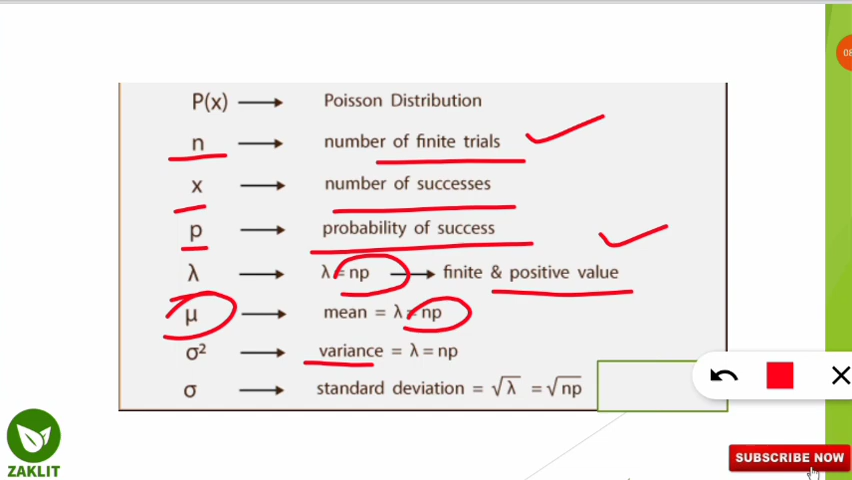 P(x) → Poisson Distribution
n → number of finite trials
x → number of successes
p → probability of success
λ → λ = np → finite & positive value
μ → mean = λ = np
σ² → variance = λ = np
σ → standard deviation = √λ = √np
08
ZAKLIT
SUBSCRIBE NOW